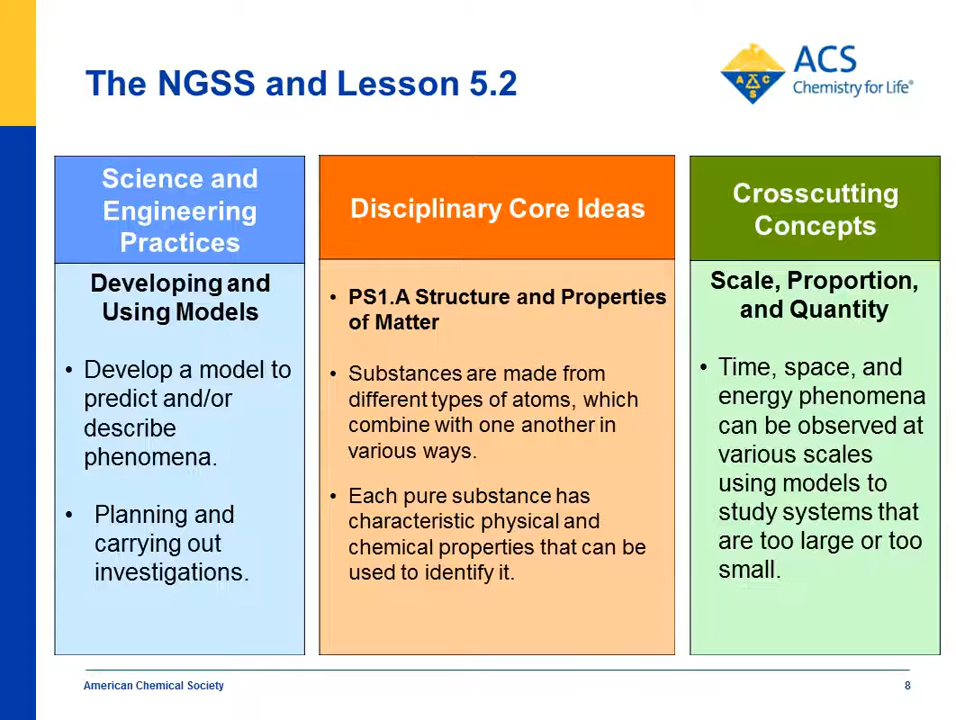 The NGSS and Lesson 5.2
ACS
Chemistry for Life®
A C S
Science and
Engineering
Practices
Developing and
Using Models
• Develop a model to
predict and/or
describe
phenomena.
• Planning and
carrying out
investigations.
Disciplinary Core Ideas
• PS1.A Structure and Properties
of Matter
• Substances are made from
different types of atoms, which
combine with one another in
various ways.
• Each pure substance has
characteristic physical and
chemical properties that can be
used to identify it.
Crosscutting
Concepts
Scale, Proportion,
and Quantity
• Time, space, and
energy phenomena
can be observed at
various scales
using models to
study systems that
are too large or too
small.
American Chemical Society
8